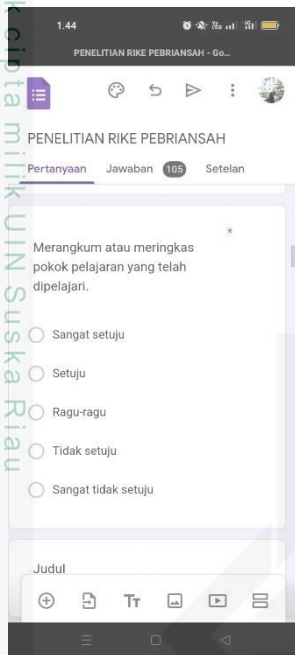 1.44
PENELITIAN RIKE PEBRIANSAH - Go...
PENELITIAN RIKE PEBRIANSAH
Pertanyaan Jawaban 105 Setelan
*
Merangkum atau meringkas
pokok pelajaran yang telah
dipelajari.
Sangat setuju
Setuju
Ragu-ragu
Tidak setuju
Sangat tidak setuju
Judul
Tт
k cipta milik UIN Suska Riau